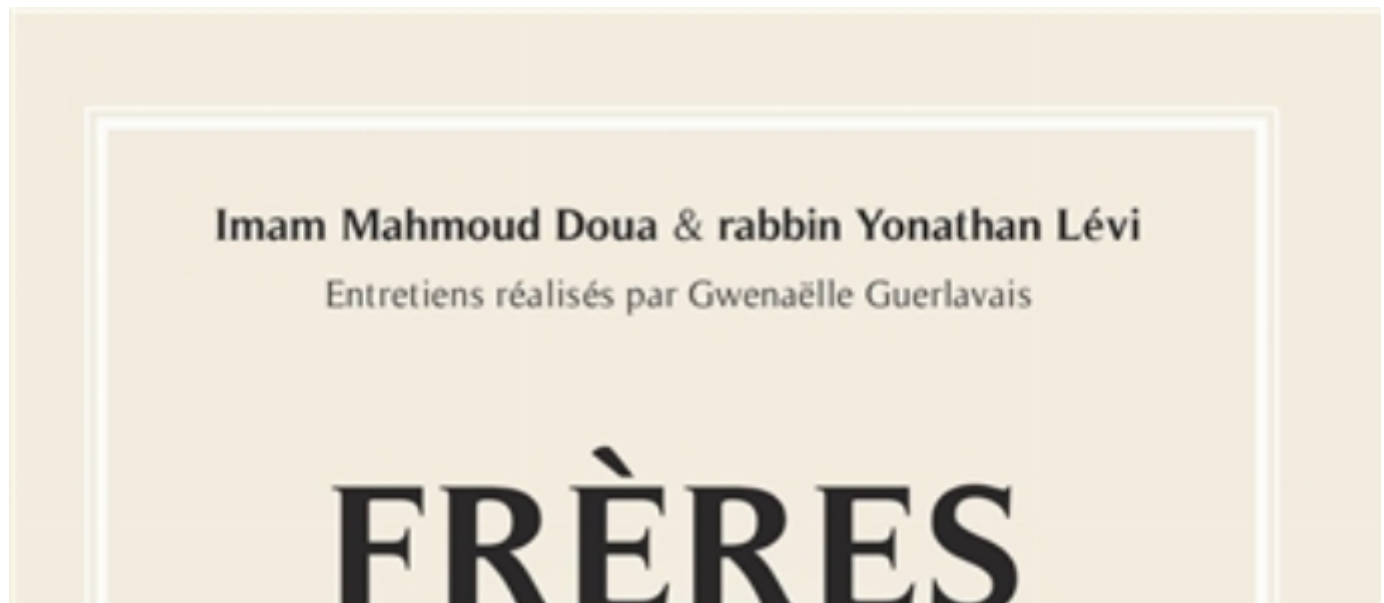 Imam Mahmoud Doua & rabbin Yonathan Lévi
Entretiens réalisés par Gwenaëlle Guerlavais
FRÈRES